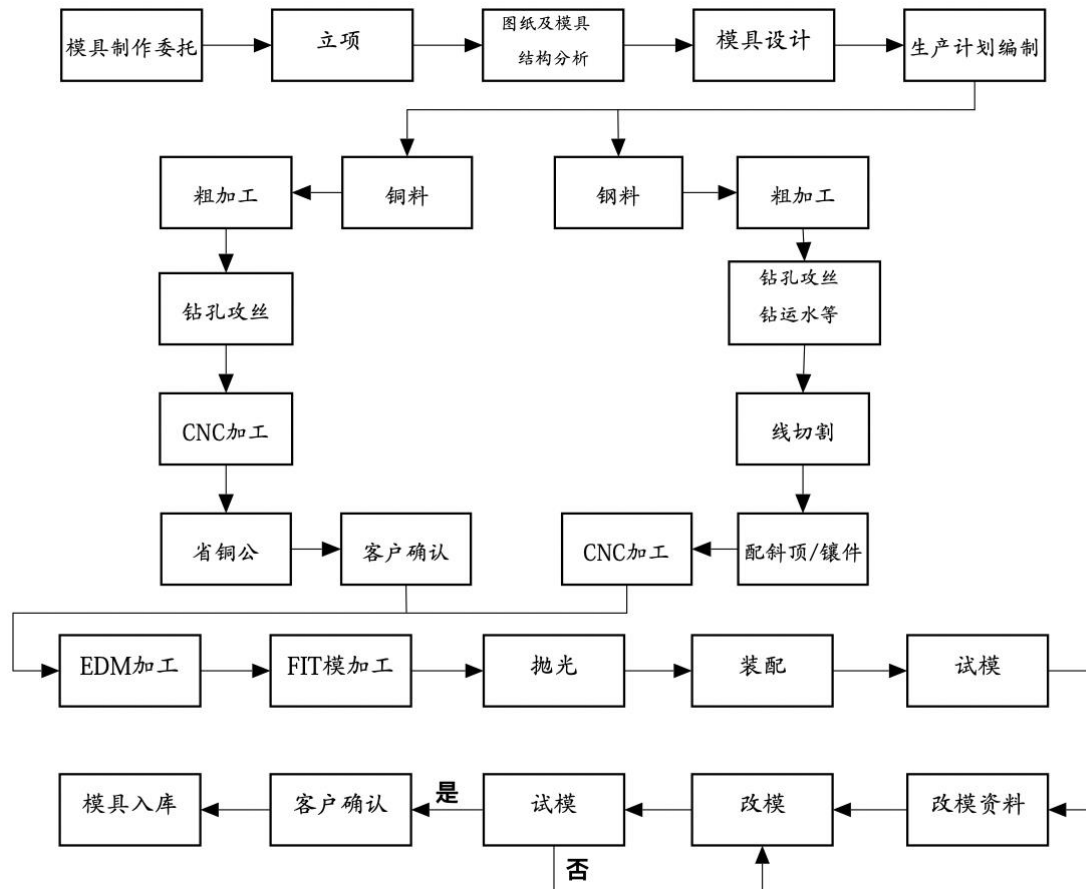 模具制作委托
立项
图纸及模具
结构分析
模具设计
生产计划编制
粗加工
铜料
钢料
粗加工
钻孔攻丝
钻孔攻丝
钻运水等
CNC加工
线切割
省铜公
客户确认
CNC加工
配斜顶/镶件
EDM加工
FIT模加工
抛光
装配
试模
模具入库
客户确认
是
试模
改模
改模资料
否